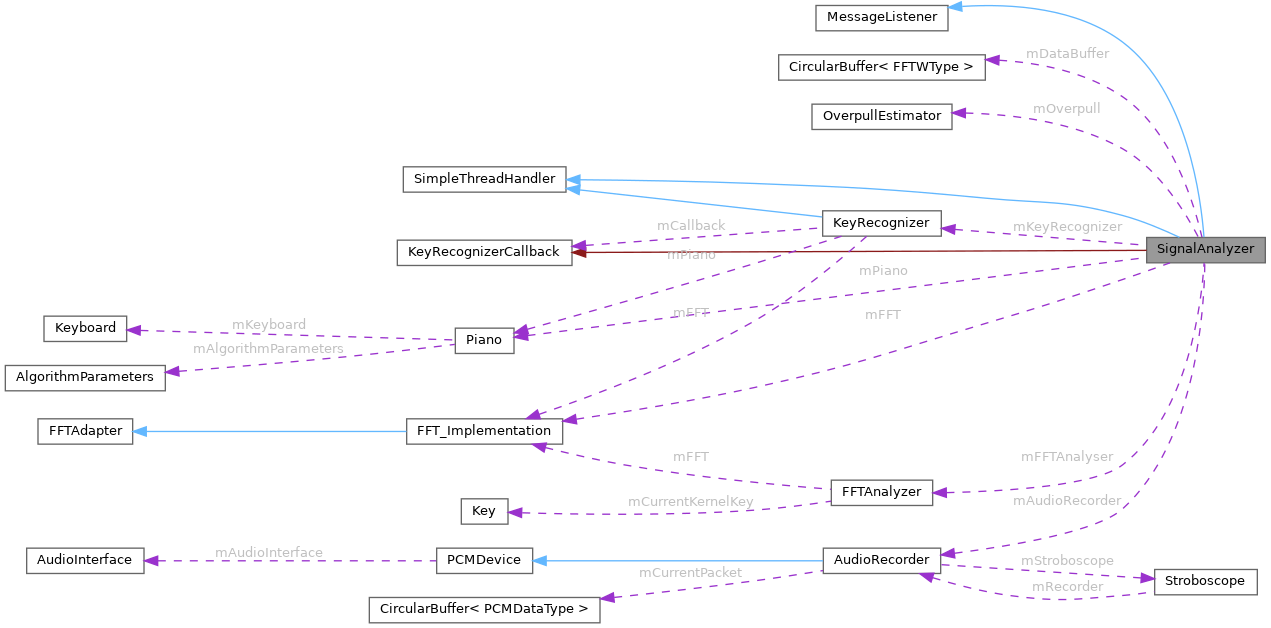 MessageListener
mDataBuffer
CircularBuffer< FFTWType >
mOverpull
OverpullEstimator
SimpleThreadHandler
mCallback
KeyRecognizer
mKeyRecognizer
SignalAnalyzer
KeyRecognizerCallback
mPiano
mPiano
mFFT
mFFT
Keyboard
mKeyboard
Piano
mAlgorithmParameters
AlgorithmParameters
FFTAdapter
FFT_Implementation
mFFT
mFFTAnalyser
FFTAnalyzer
mCurrentKernelKey
mAudioRecorder
Key
AudioInterface
mAudioInterface
PCMDevice
AudioRecorder
mStroboscope
mCurrentPacket
mRecorder
Stroboscope
CircularBuffer< PCMDataType >